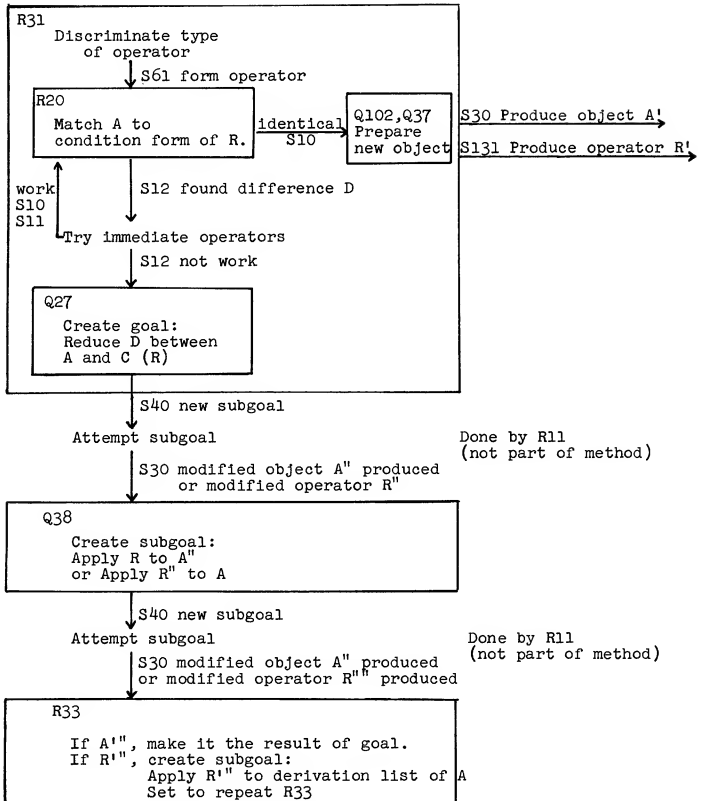 R31
Discriminate type
of operator
S61 form operator
R20
Match A to
condition form of R.
identical
S10
Q102,Q37
Prepare
new object
S30 Produce object A'
S131 Produce operator R'
work
S10
S11
S12 found difference D
Try immediate operators
S12 not work
Q27
Create goal:
Reduce D between
A and C (R)
S40 new subgoal
Attempt subgoal
Done by R11
(not part of method)
S30 modified object A" produced
or modified operator R"
Q38
Create subgoal:
Apply R to A"
or Apply R" to A
S40 new subgoal
Attempt subgoal
Done by R11
(not part of method)
S30 modified object A" produced
or modified operator R"" produced
R33
If A'", make it the result of goal.
If R'", create subgoal:
Apply R'" to derivation list of A
Set to repeat R33